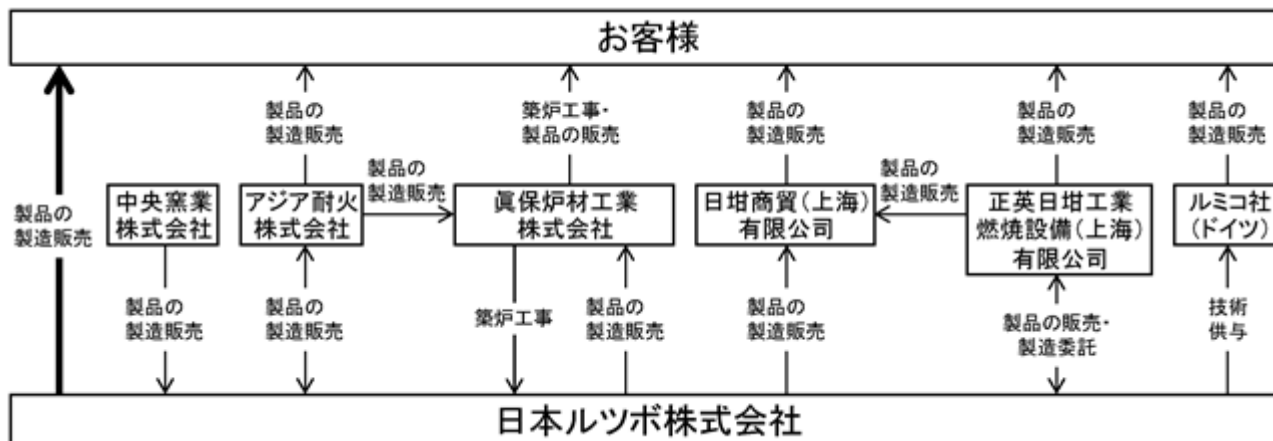 お客様
製品の
製造販売
築炉工事・
製品の販売
製品の
製造販売
製品の
製造販売
製品の
製造販売
製品の
製造販売
製品の
製造販売
製品の
製造販売
中央窯業
株式会社
アジア耐火
株式会社
眞保炉材工業
株式会社
日坩商貿(上海)
有限公司
正英日坩工業
燃焼設備(上海)
有限公司
ルミコ社
(ドイツ)
製品の
製造販売
製品の
製造販売
築炉工事
製品の
製造販売
製品の
製造販売
製品の販売・
製造委託
技術
供与
日本ルツボ株式会社